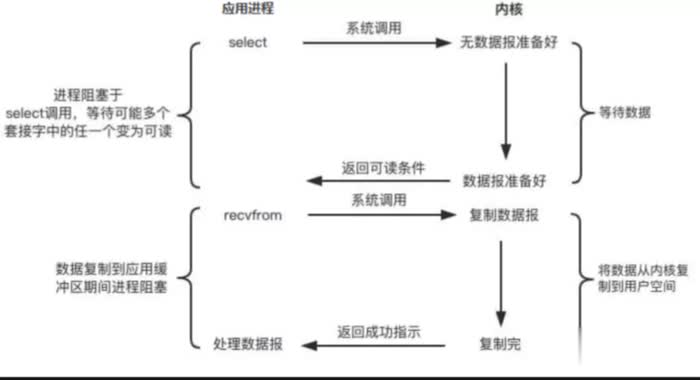 应用进程
内核
系统调用
select
无数据报准备好
进程阻塞于
select调用，等待可能多个
套接字中的任一个变为可读
等待数据
返回可读条件
数据报准备好
系统调用
recvfrom
复制数据报
数据复制到应用缓
冲区期间进程阻塞
将数据从内核复
制到用户空间
返回成功指示
处理数据报
复制完